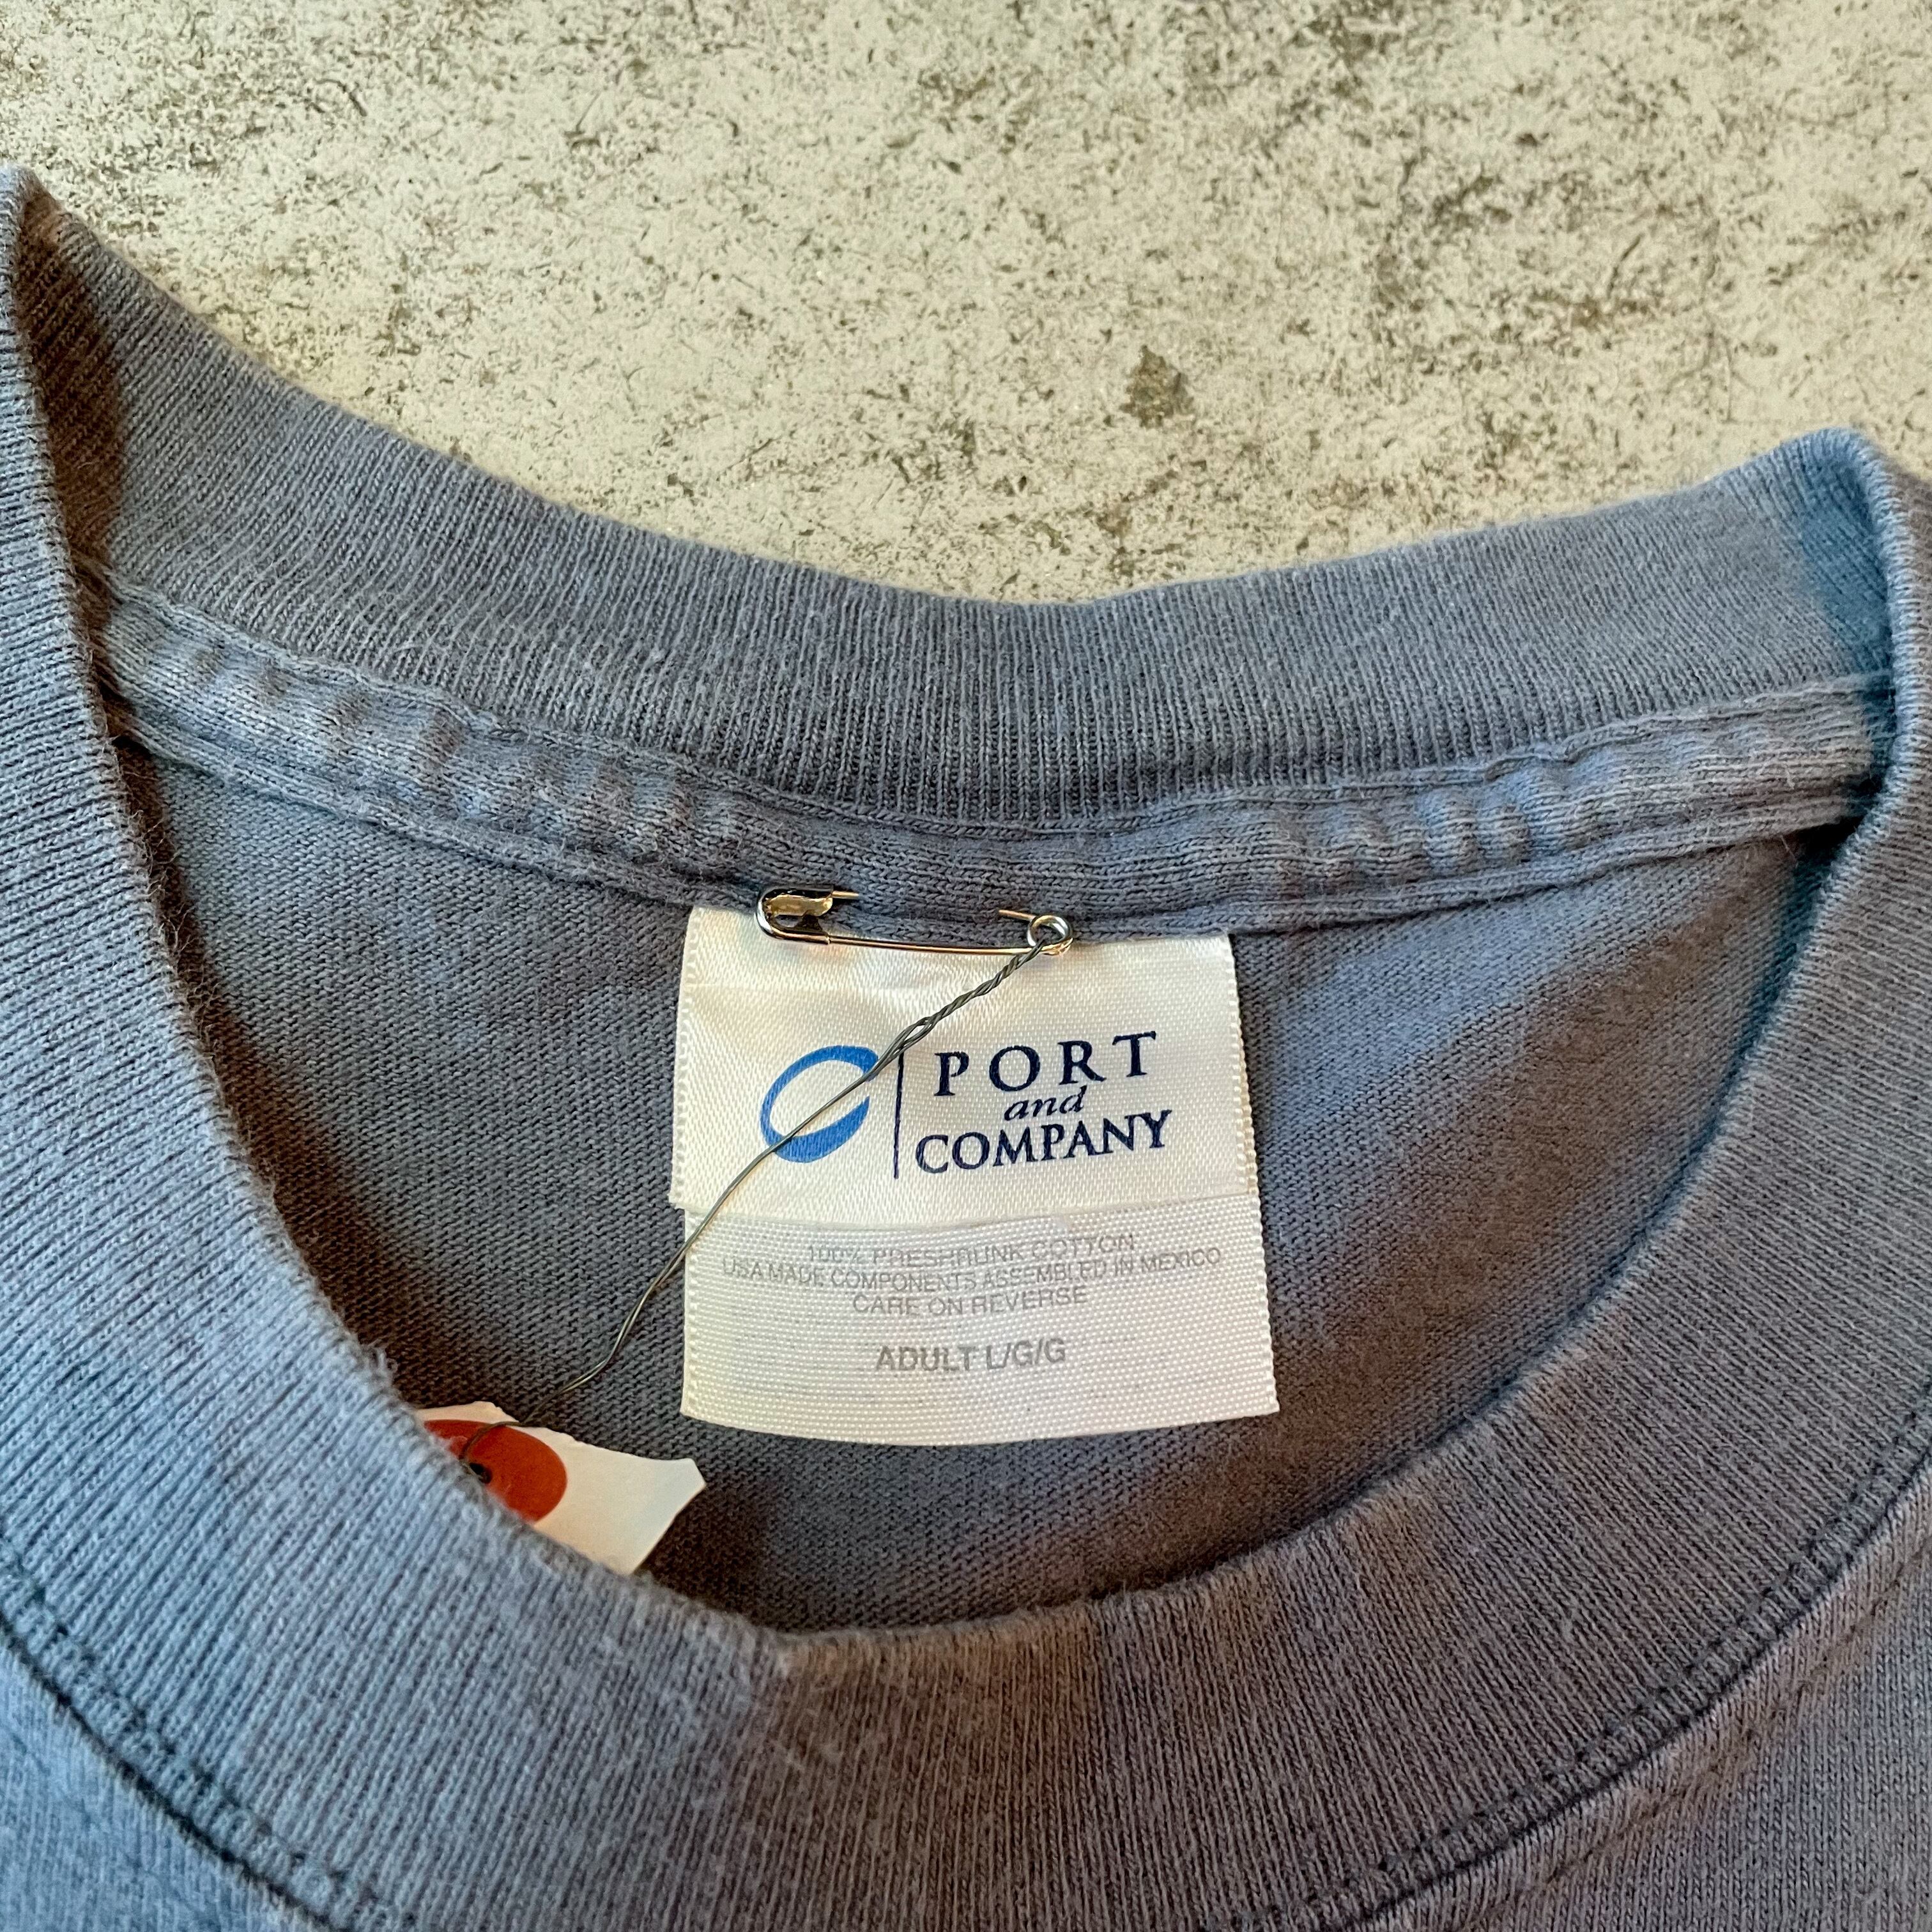 PORT
and
COMPANY
100% PRESHRUNK COTTON
USA MADE COMPONENTS ASSEMBLED IN MEXICO
CARE ON REVERSE
ADULT L/G/G